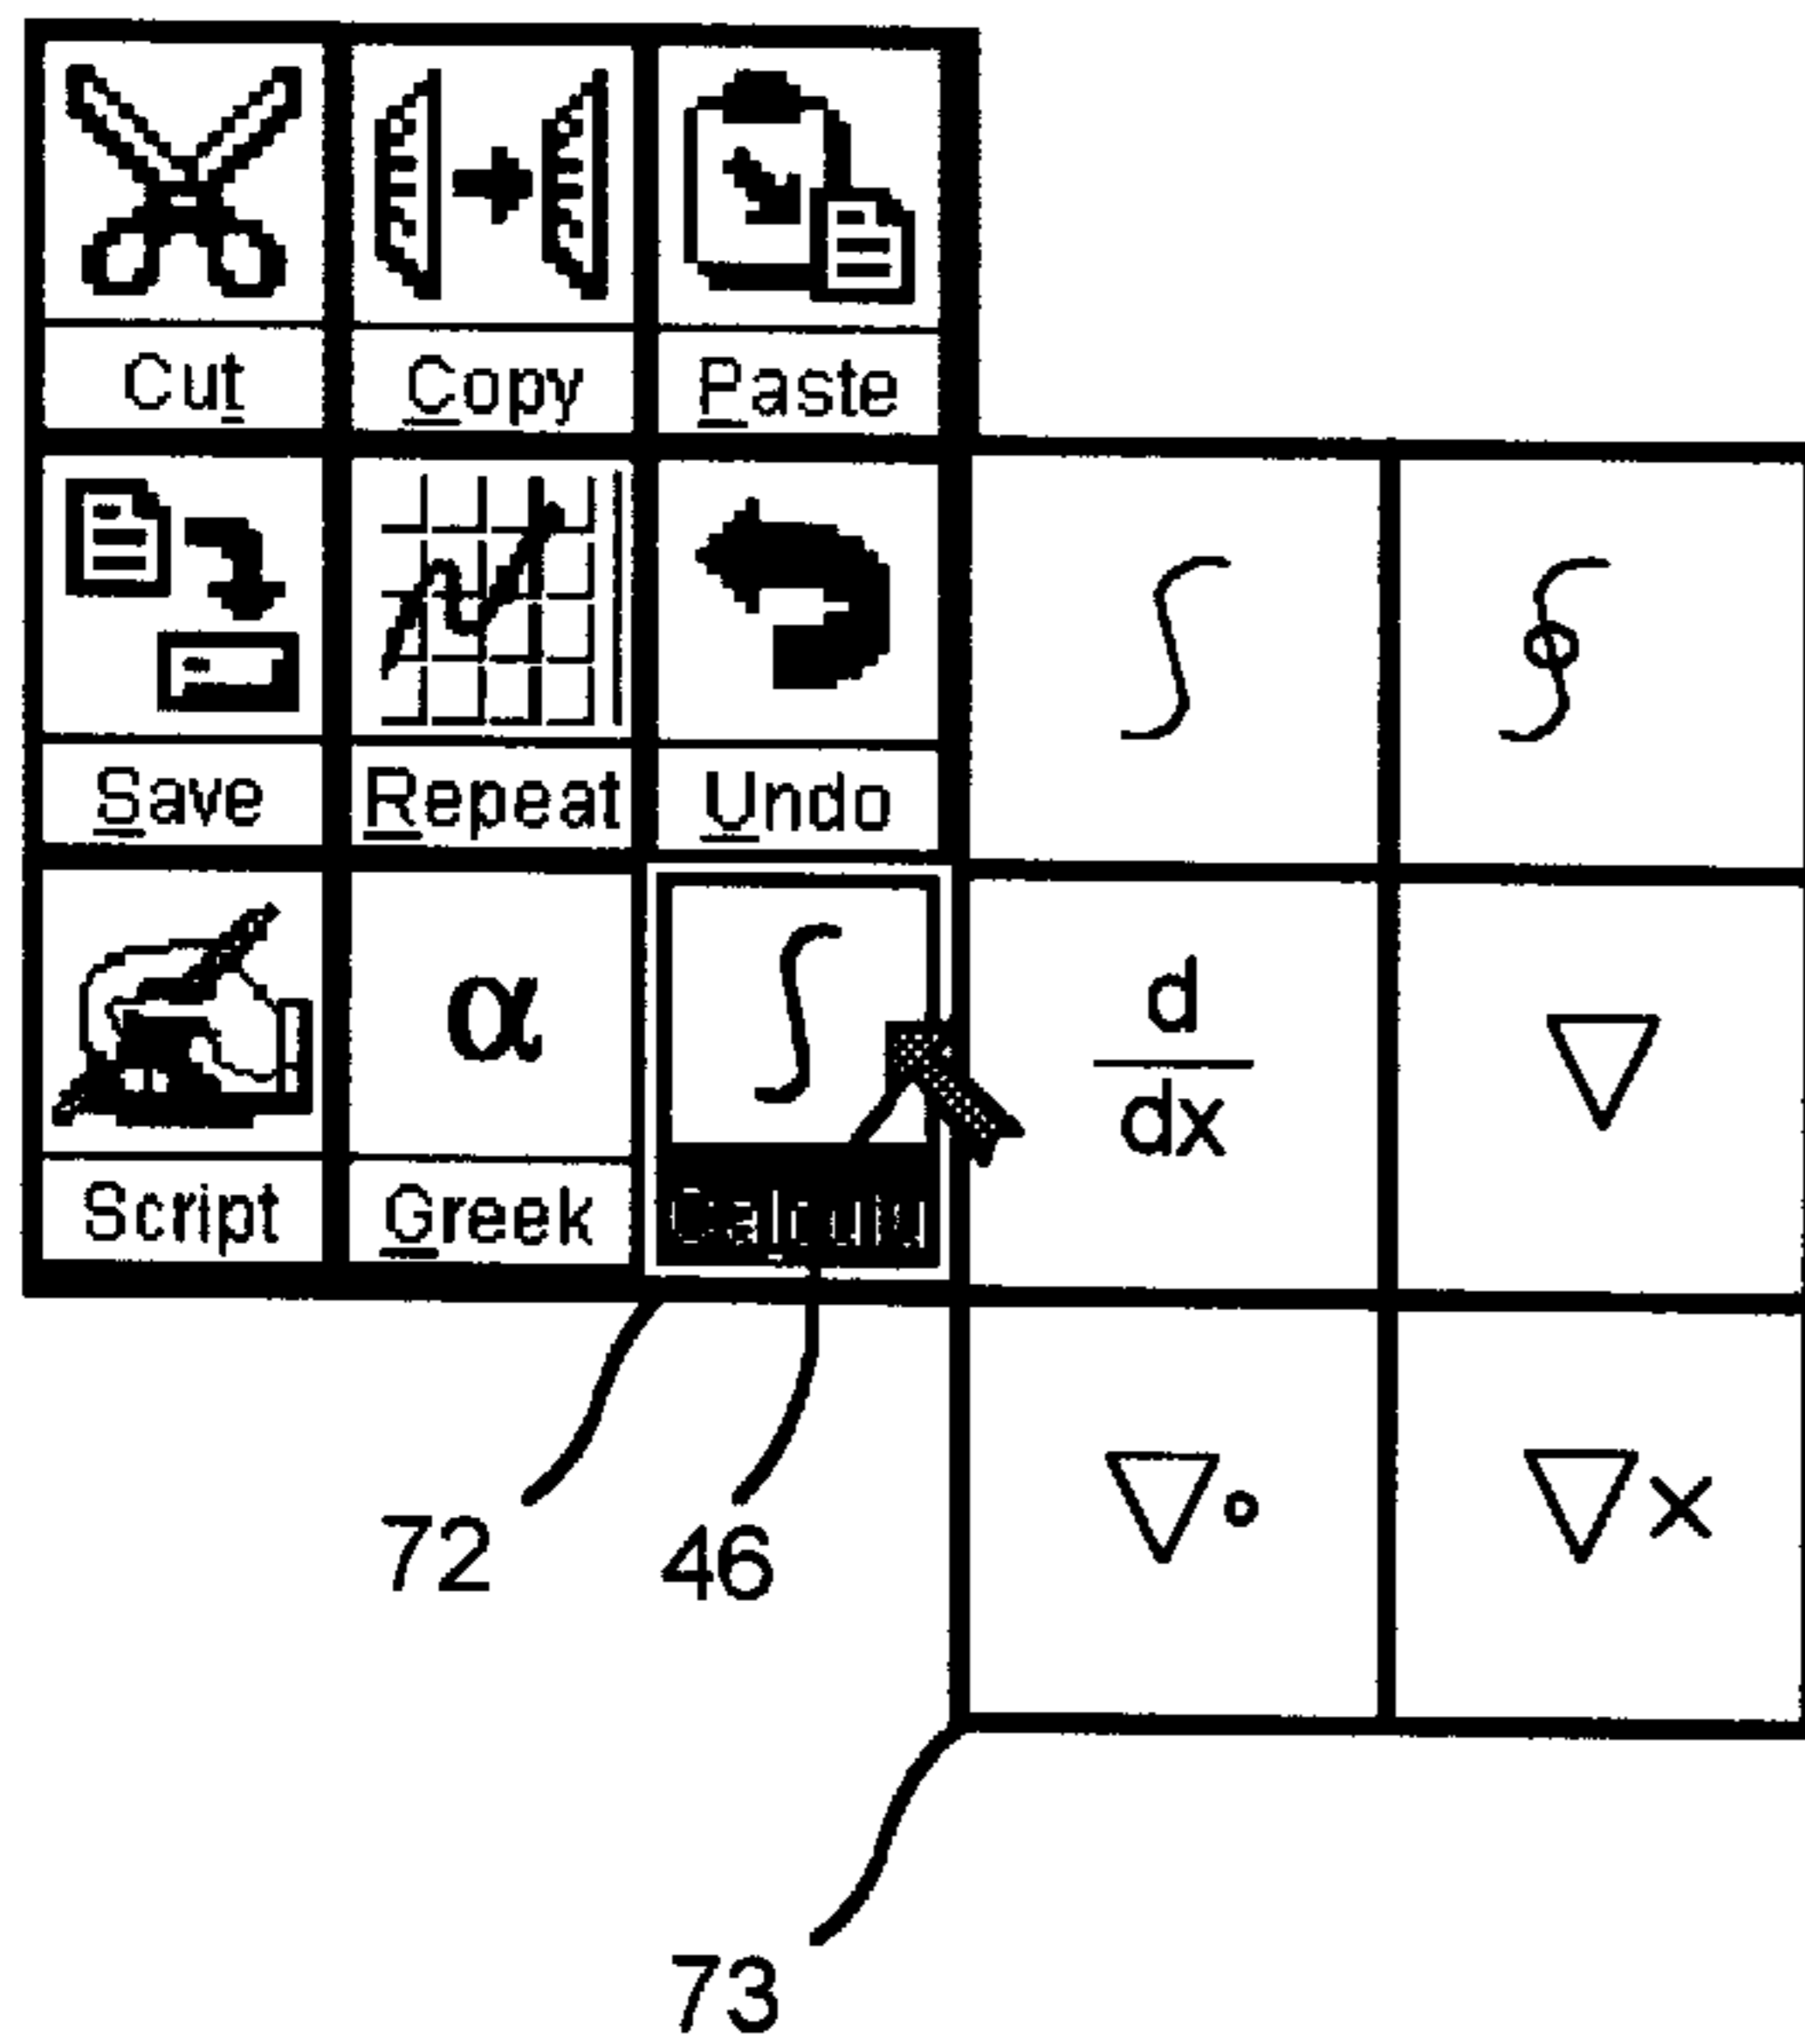 Cut Copy Paste
Save Repeat Undo
∫ ∮
Script α Greek ∫
d
dx
∇
∇∘ ∇×
72 46
73